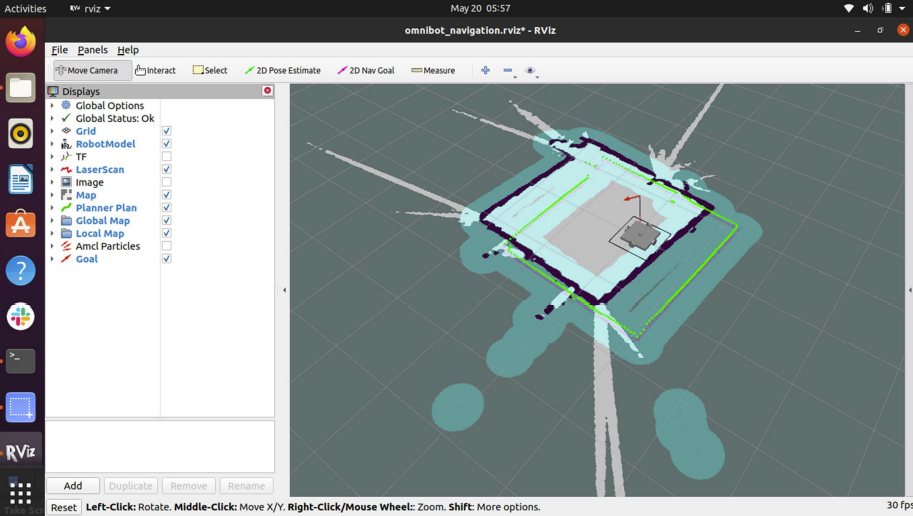 Activities
RViz rviz
May 20 05:57
omnibot_navigation.rviz* - RViz
File Panels Help
Move Camera Interact Select 2D Pose Estimate 2D Nav Goal Measure
Displays
Global Options
Global Status: Ok
Grid
RobotModel
TF
LaserScan
Image
Map
Planner Plan
Global Map
Local Map
Amcl Particles
Goal
RViz
Add Duplicate Remove Rename
Take Scr
Reset Left-Click: Rotate. Middle-Click: Move X/Y. Right-Click/Mouse Wheel:: Zoom. Shift: More options. 30 fps